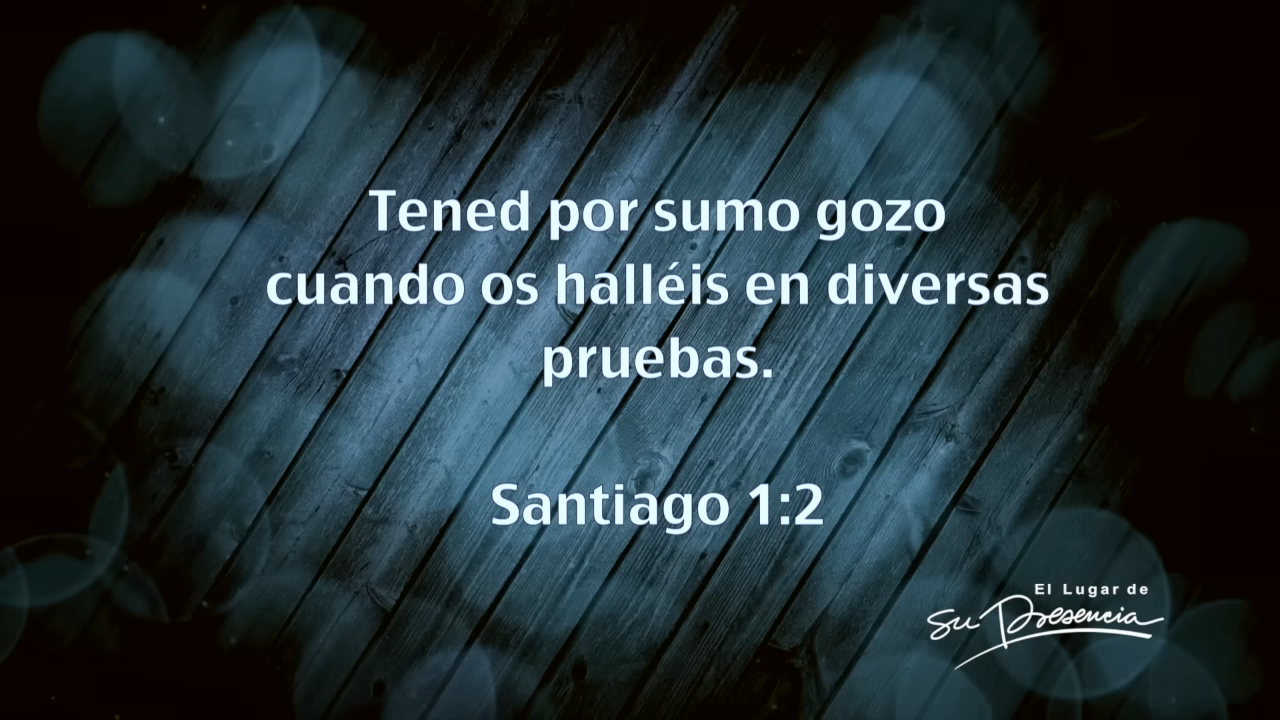 Tened por sumo gozo
cuando os halléis en diversas
pruebas.
Santiago 1:2
El Lugar de
Su Presencia